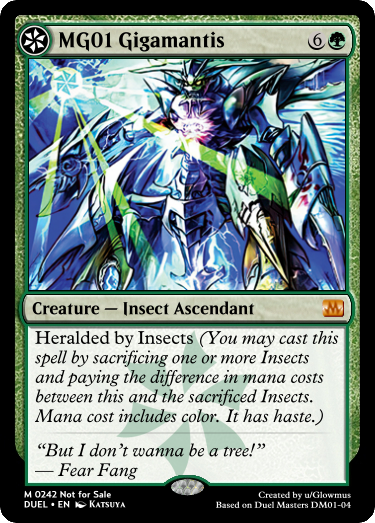 MG01 Gigamantis 6
Creature — Insect Ascendant
Heralded by Insects (You may cast this
spell by sacrificing one or more Insects
and paying the difference in mana costs
between this and the sacrificed Insects.
Mana cost includes color. It has haste.)
“But I don’t wanna be a tree!”
— Fear Fang
M 0242 Not for Sale
DUEL • EN Katsuya
Created by u/Glowmus
Based on Duel Masters DM01-04